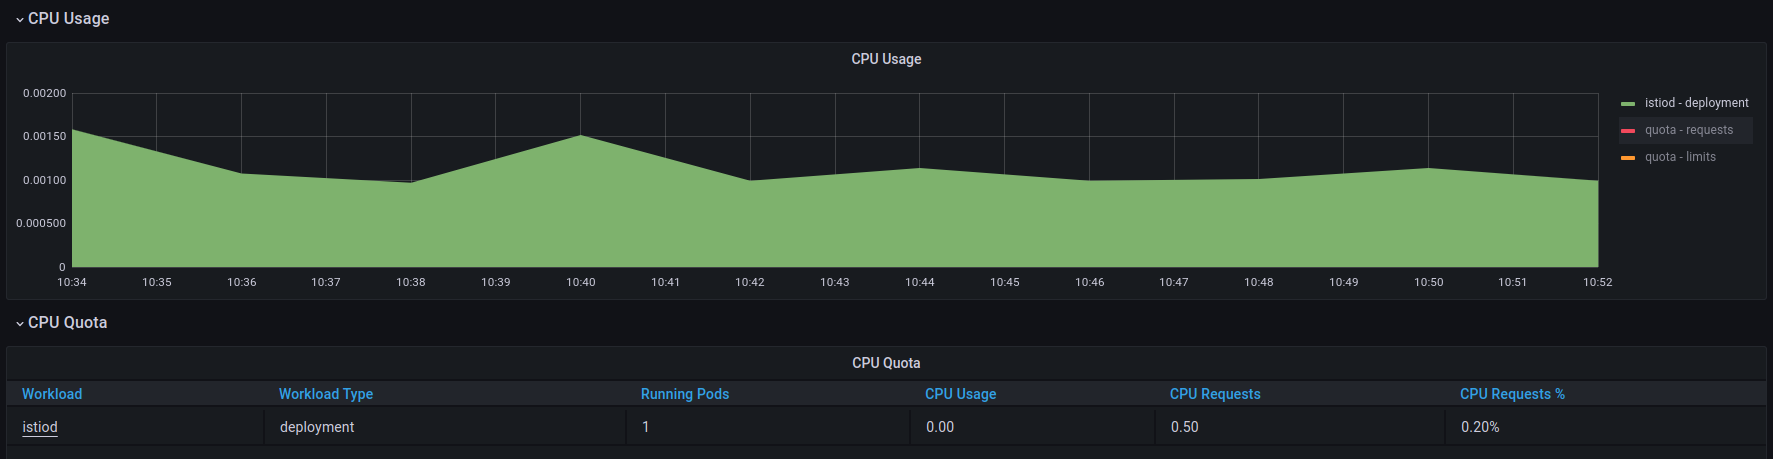 CPU Usage
CPU Usage
0.00200
0.00150
0.00100
0.000500
0
10:34 10:35 10:36 10:37 10:38 10:39 10:40 10:41 10:42 10:43 10:44 10:45 10:46 10:47 10:48 10:49 10:50 10:51 10:52
istiod - deployment
quota - requests
quota - limits
CPU Quota
CPU Quota
Workload Workload Type Running Pods CPU Usage CPU Requests CPU Requests %
istiod deployment 1 0.00 0.50 0.20%